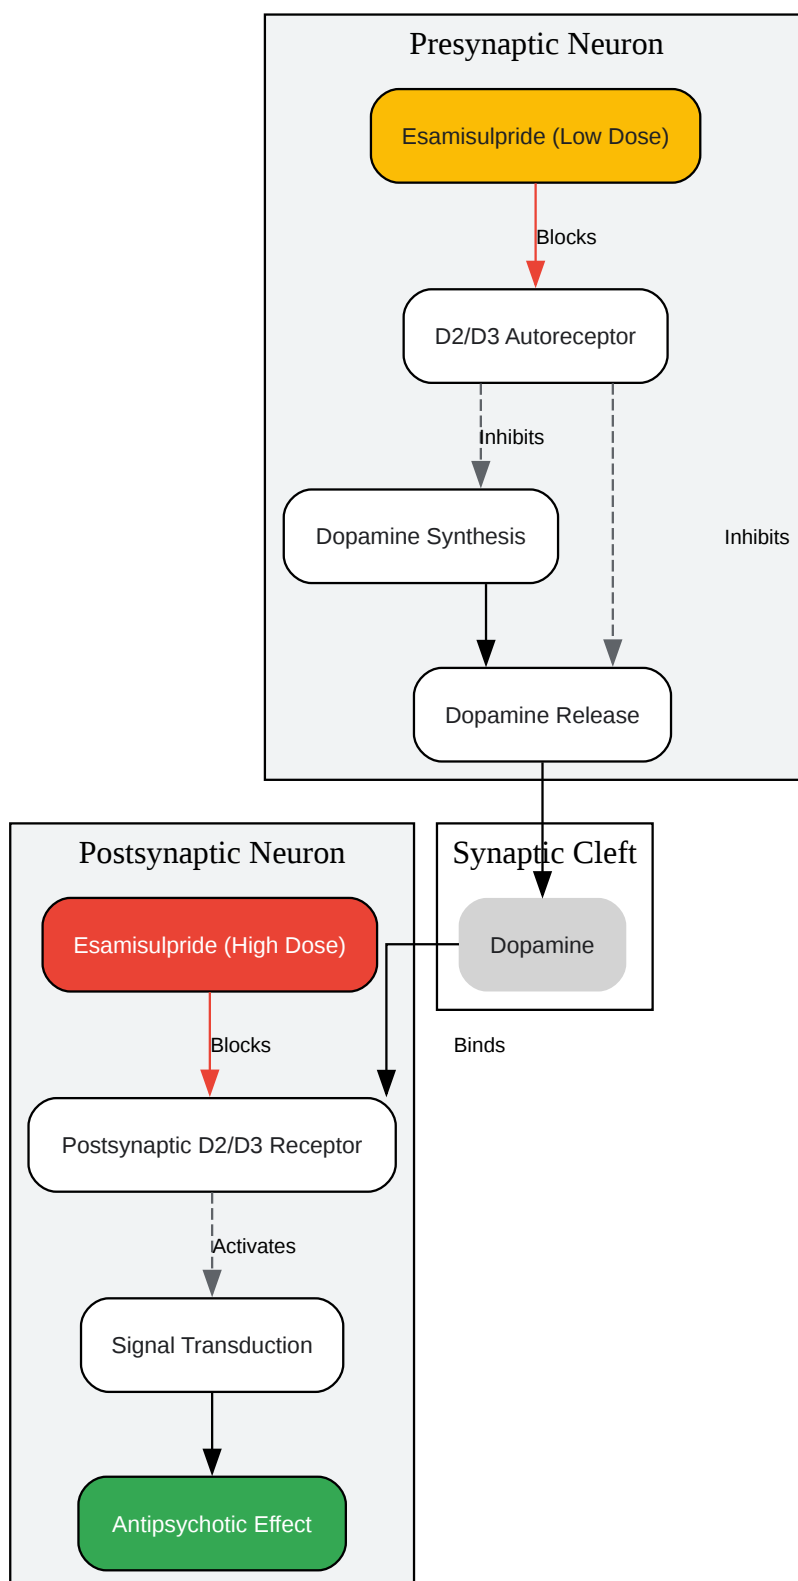 Presynaptic Neuron
Esamisulpride (Low Dose)
Blocks
D2/D3 Autoreceptor
Inhibits
Dopamine Synthesis
Inhibits
Dopamine Release
Postsynaptic Neuron
Synaptic Cleft
Esamisulpride (High Dose)
Dopamine
Blocks
Binds
Postsynaptic D2/D3 Receptor
Activates
Signal Transduction
Antipsychotic Effect